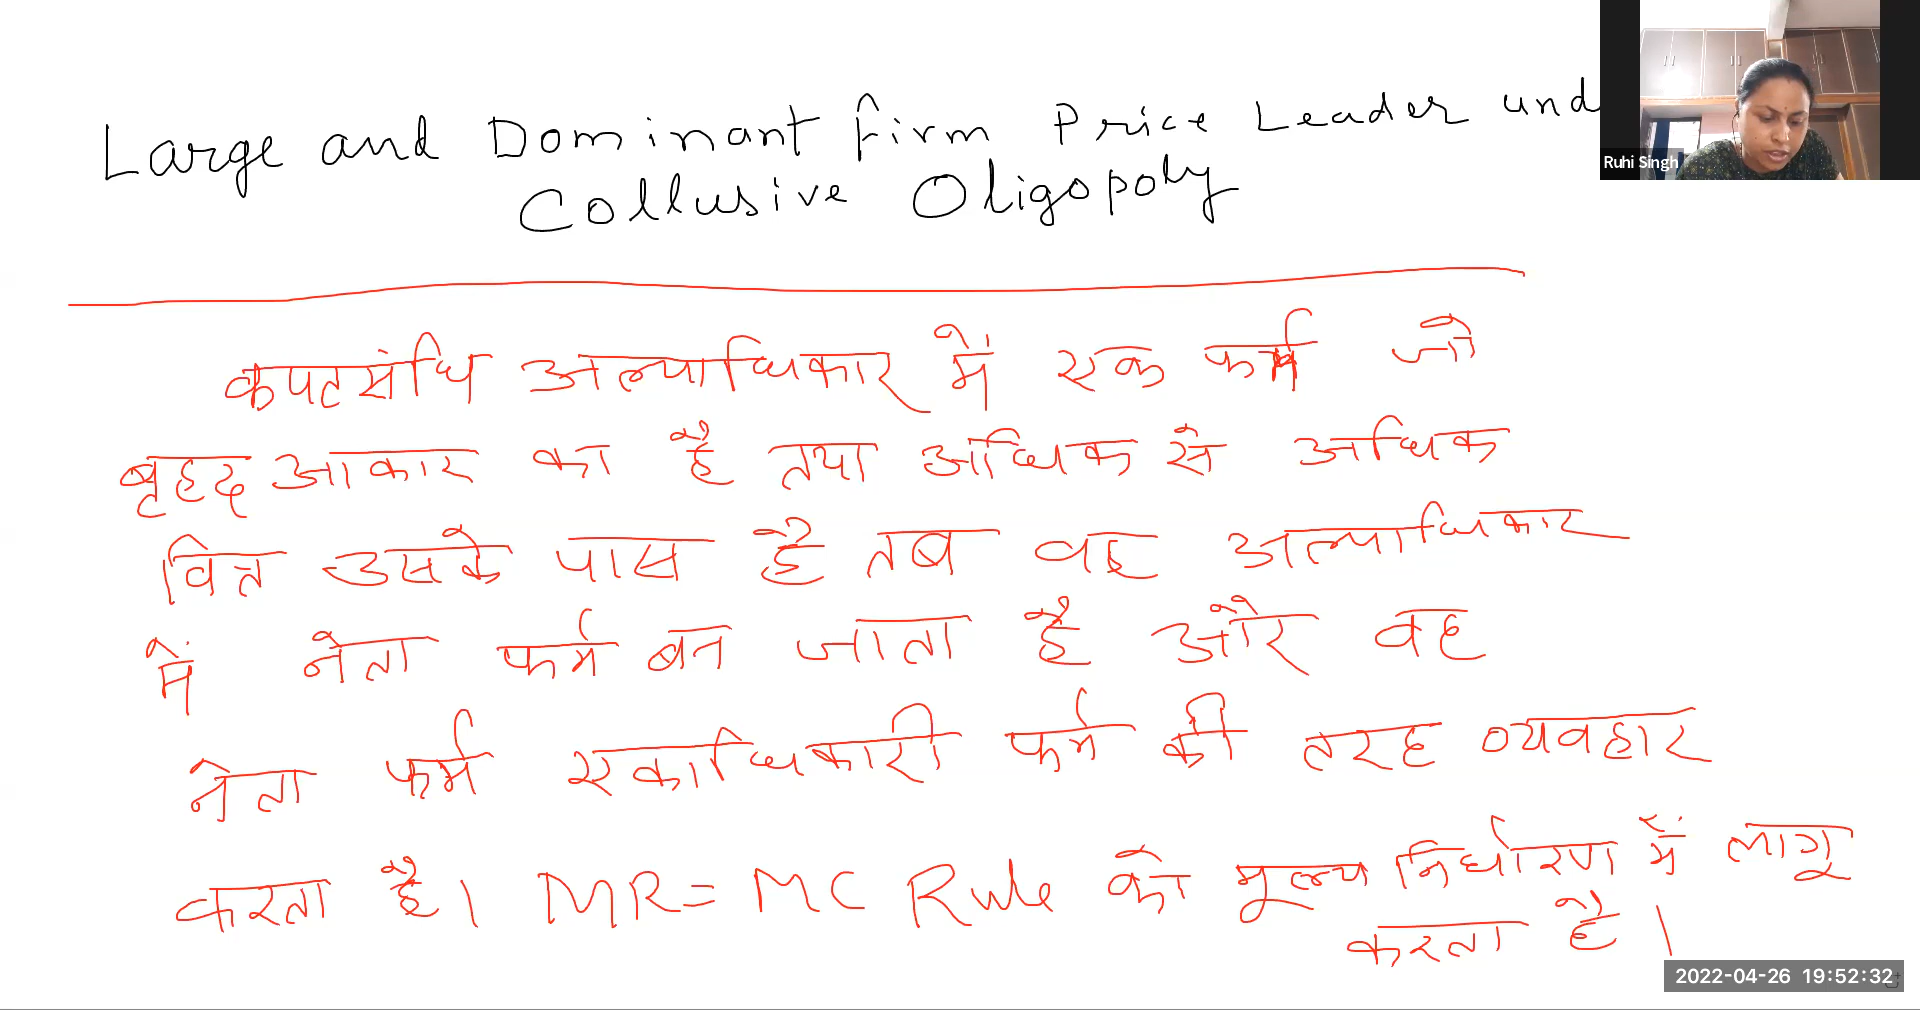 Large and Dominant firm Price Leader und
Collusive Oligopoly
Ruhi Singh
कपटसंधि अल्पाधिकार में एक फर्म जो
बृहद आकार का है तथा अधिक से अधिक
वित्त उसके पास है तब वह अल्पाधिकार
में नेता फर्म बन जाता है और वह
नेता फर्म एकाधिकारी फर्म की तरह व्यवहार
करता है। MR = MC Rule को मूल्य निर्धारण में लागू
करता है।
2022-04-26 19:52:32